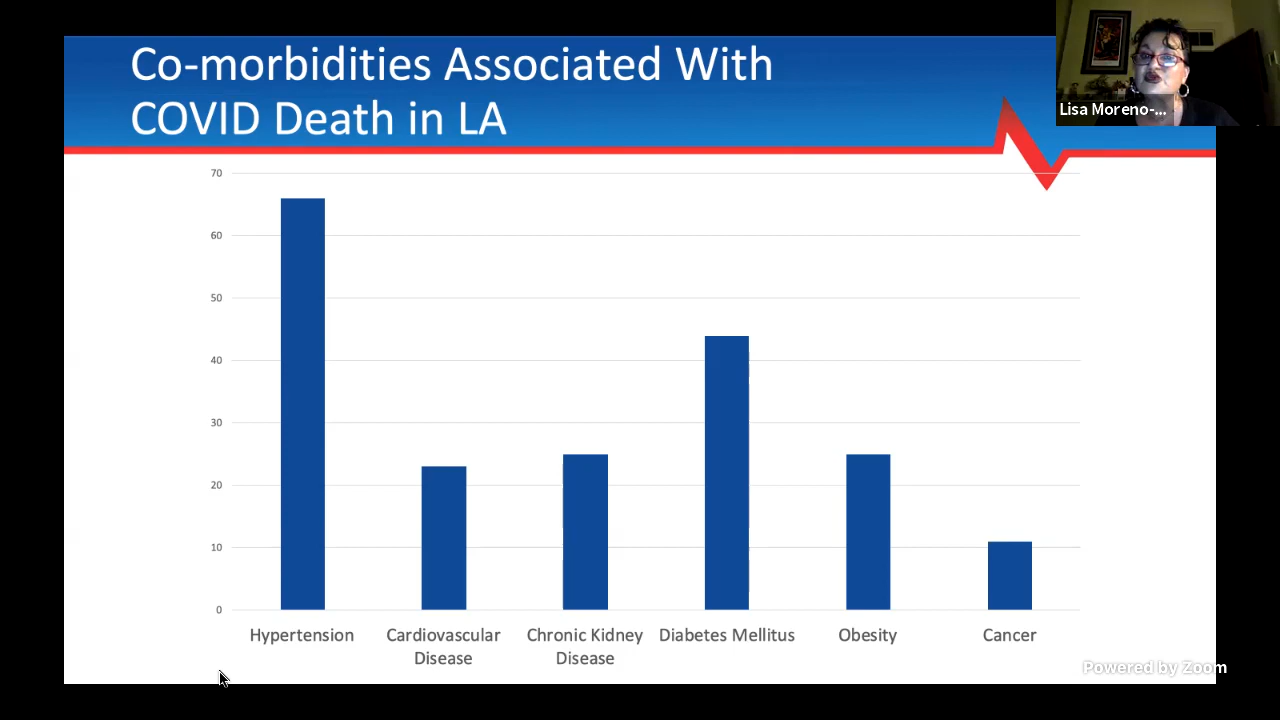 Co-morbidities Associated With
COVID Death in LA
Lisa Moreno-...
70
60
50
40
30
20
10
0
Hypertension
Cardiovascular
Disease
Chronic Kidney
Disease
Diabetes Mellitus
Obesity
Cancer
Powered by Zoom